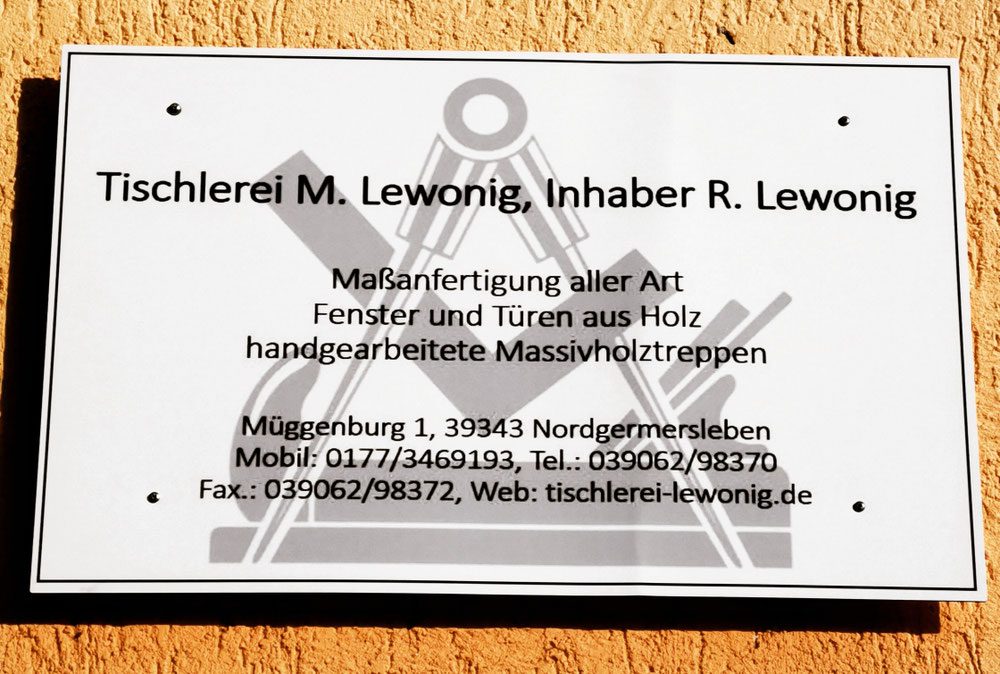 Tischlerei M. Lewonig, Inhaber R. Lewonig
Maßanfertigung aller Art
Fenster und Türen aus Holz
handgearbeitete Massivholztreppen
Müggenburg 1, 39343 Nordgermersleben
Mobil: 0177/3469193, Tel.: 039062/98370
Fax.: 039062/98372, Web: tischlerei-lewonig.de